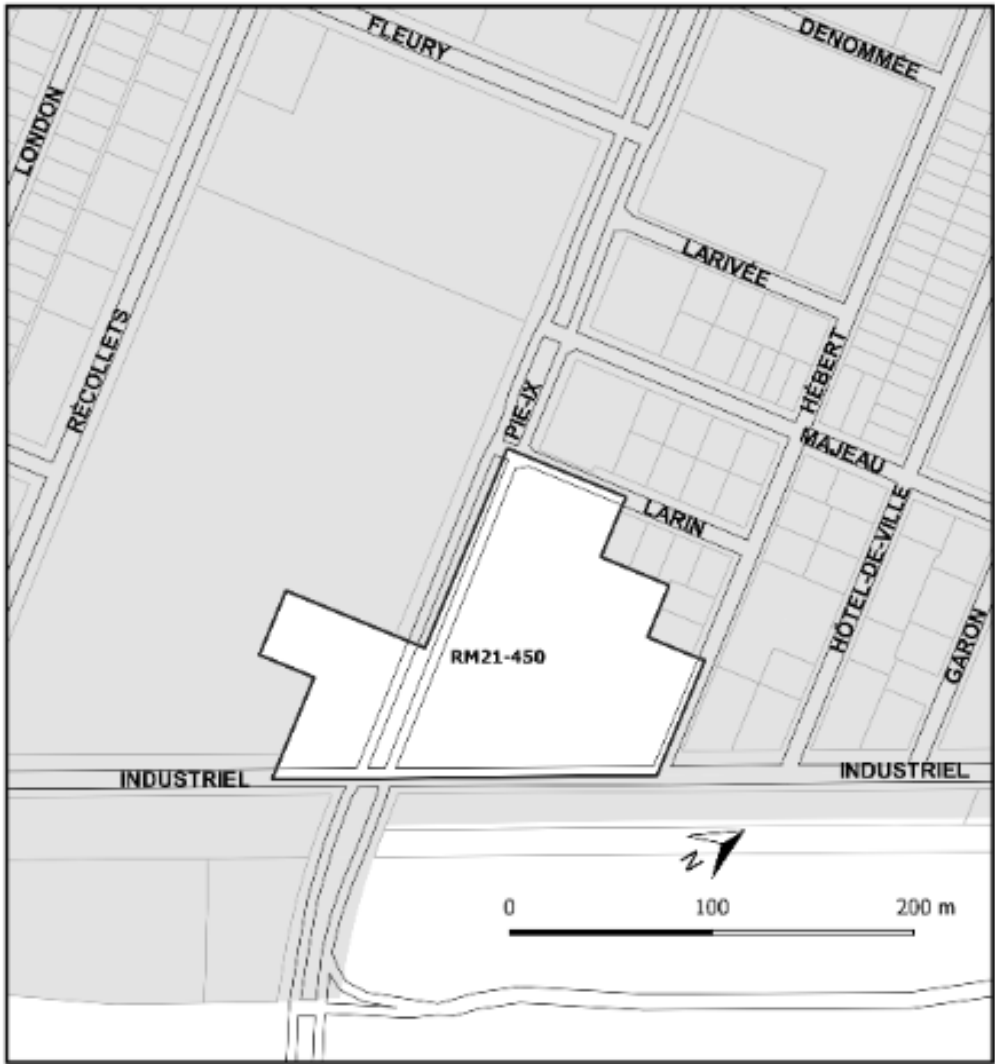 FLEURY
DENOMMÉE
LONDON
LARIVÉE
RÉCOLLETS
HÉBERT
PIE-IX
MAJEAU
LARIN
HÔTEL-DE-VILLE
GARON
RM21-450
INDUSTRIEL
INDUSTRIEL
N
0 100 200 m